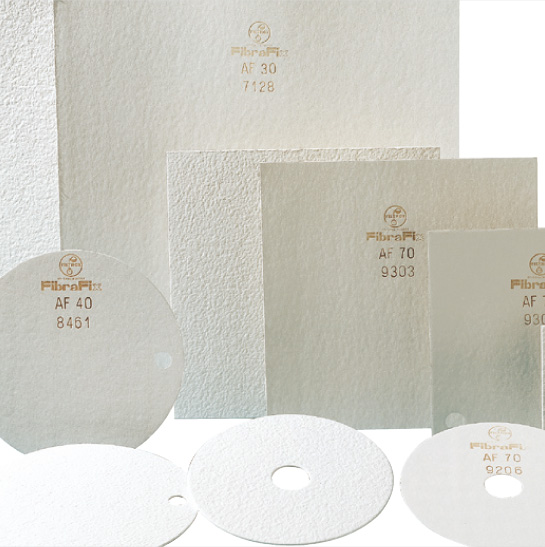 FibraFix
AF 30
7128
FibraFix
AF 70
9303
FibraFix
AF 40
8461
FibraFix
AF 70
9206